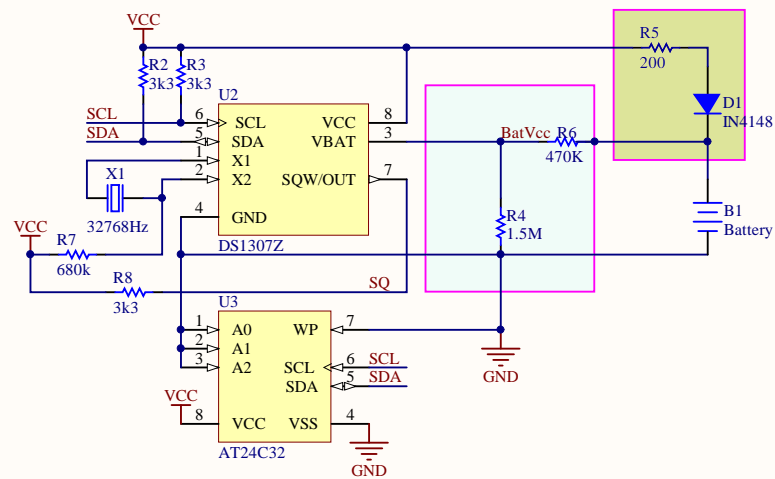 VCC
R2
3k3
R3
3k3
SCL
SDA
U2
6
5
1
2
4
SCL
SDA
X1
X2
GND
VCC
VBAT
SQW/OUT
8
3
7
DS1307Z
X1
32768Hz
VCC
R7
680k
R8
3k3
SQ
BatVcc
R6
470K
R4
1.5M
R5
200
D1
IN4148
B1
Battery
U3
1
2
3
8
A0
A1
A2
VCC
WP
SCL
SDA
VSS
7
6
5
4
SCL
SDA
VCC
AT24C32
GND
GND